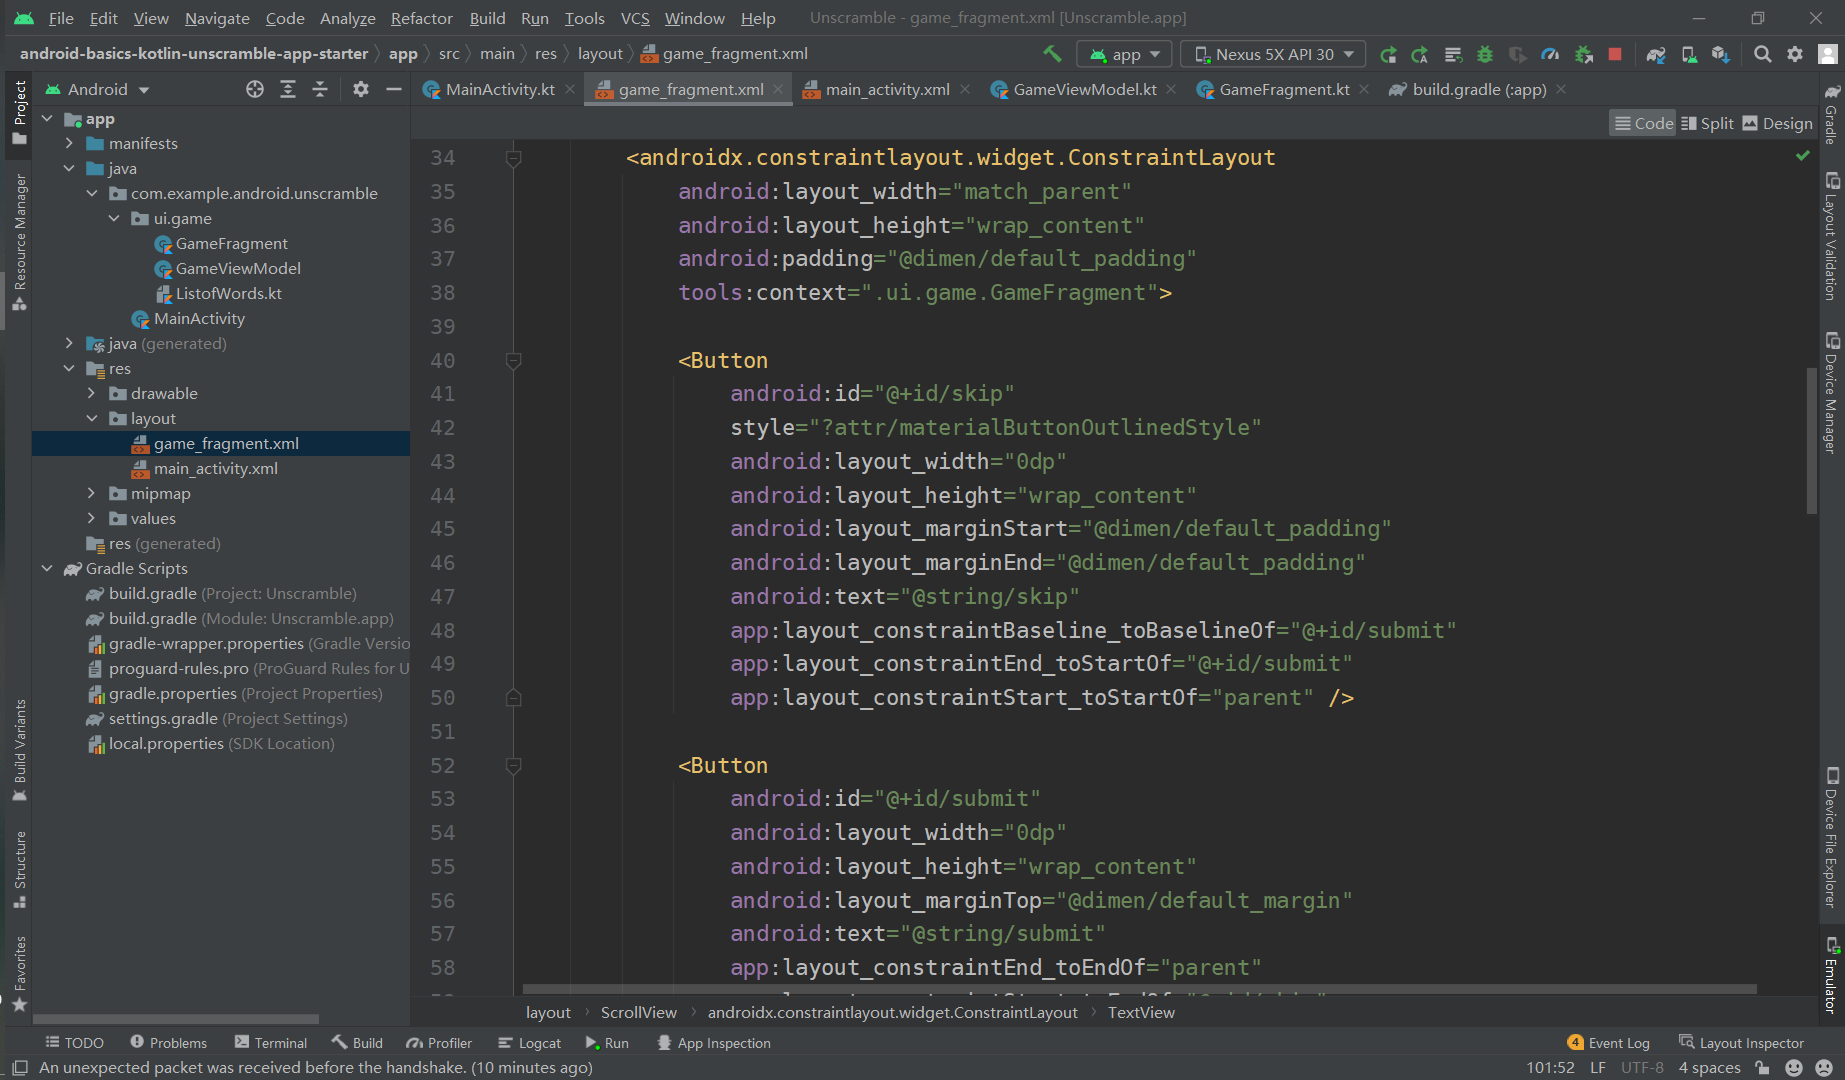 File Edit View Navigate Code Analyze Refactor Build Run Tools VCS Window Help Unscramble - game_fragment.xml [Unscramble.app]
android-basics-kotlin-unscramble-app-starter app src main res layout game_fragment.xml app Nexus 5X API 30
Project
Resource Manager
Build Variants
Structure
Favorites
Android
app
manifests
java
com.example.android.unscramble
ui.game
GameFragment
GameViewModel
ListofWords.kt
MainActivity
java (generated)
res
drawable
layout
game_fragment.xml
main_activity.xml
mipmap
values
res (generated)
Gradle Scripts
build.gradle (Project: Unscramble)
build.gradle (Module: Unscramble.app)
gradle-wrapper.properties (Gradle Versio
proguard-rules.pro (ProGuard Rules for U
gradle.properties (Project Properties)
settings.gradle (Project Settings)
local.properties (SDK Location)
MainActivity.kt game_fragment.xml main_activity.xml GameViewModel.kt GameFragment.kt build.gradle (:app)
Code Split Design
34 <androidx.constraintlayout.widget.ConstraintLayout
35 android:layout_width="match_parent"
36 android:layout_height="wrap_content"
37 android:padding="@dimen/default_padding"
38 tools:context=".ui.game.GameFragment">
39
40 <Button
41 android:id="@+id/skip"
42 style="?attr/materialButtonOutlinedStyle"
43 android:layout_width="0dp"
44 android:layout_height="wrap_content"
45 android:layout_marginStart="@dimen/default_padding"
46 android:layout_marginEnd="@dimen/default_padding"
47 android:text="@string/skip"
48 app:layout_constraintBaseline_toBaselineOf="@+id/submit"
49 app:layout_constraintEnd_toStartOf="@+id/submit"
50 app:layout_constraintStart_toStartOf="parent" />
51
52 <Button
53 android:id="@+id/submit"
54 android:layout_width="0dp"
55 android:layout_height="wrap_content"
56 android:layout_marginTop="@dimen/default_margin"
57 android:text="@string/submit"
58 app:layout_constraintEnd_toEndOf="parent"
layout ScrollView androidx.constraintlayout.widget.ConstraintLayout TextView
Gradle
Layout Validation
Device Manager
Device File Explorer
Emulator
TODO Problems Terminal Build Profiler Logcat Run App Inspection 4 Event Log Layout Inspector
An unexpected packet was received before the handshake. (10 minutes ago) 101:52 LF UTF-8 4 spaces